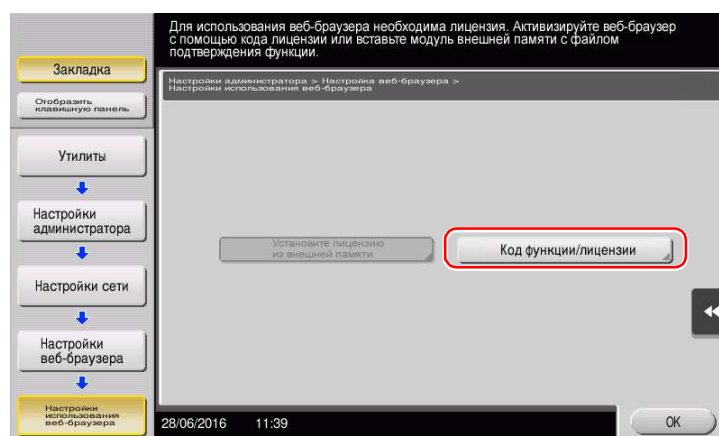 Для использования веб-браузера необходима лицензия. Активизируйте веб-браузер
с помощью кода лицензии или вставьте модуль внешней памяти с файлом
подтверждения функции.
Закладка
Отобразить
клавишную панель
Утилиты
Настройки
администратора
Настройки сети
Настройки
веб-браузера
Настройки
использования
веб-браузера
Настройки администратора > Настройка веб-браузера >
Настройки использования веб-браузера
Установите лицензию
из внешней памяти
Код функции/лицензии
28/06/2016 11:39
OK